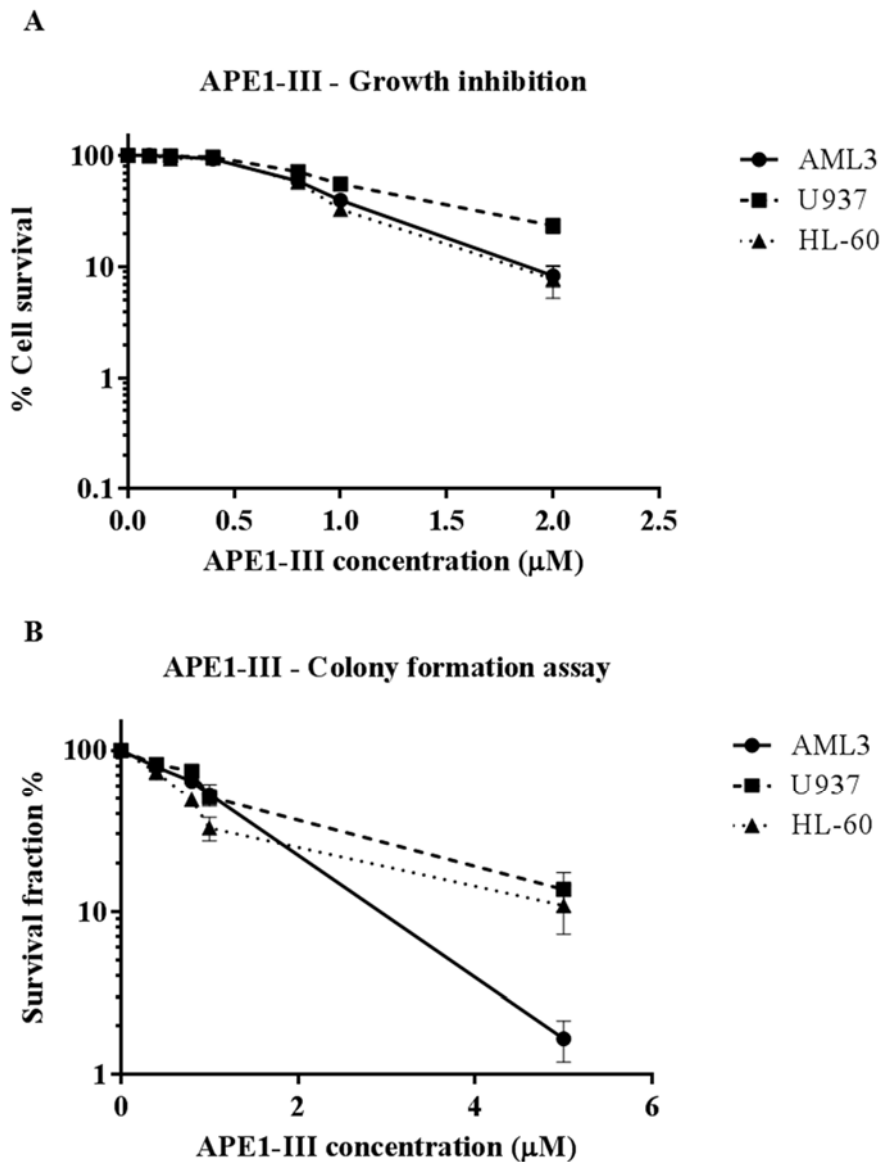 A
APE1-III - Growth inhibition
100
10
1
0.1
% Cell survival
0.0 0.5 1.0 1.5 2.0 2.5
APE1-III concentration (μM)
AML3
U937
HL-60
B
APE1-III - Colony formation assay
100
10
1
Survival fraction %
0 2 4 6
APE1-III concentration (μM)
AML3
U937
HL-60